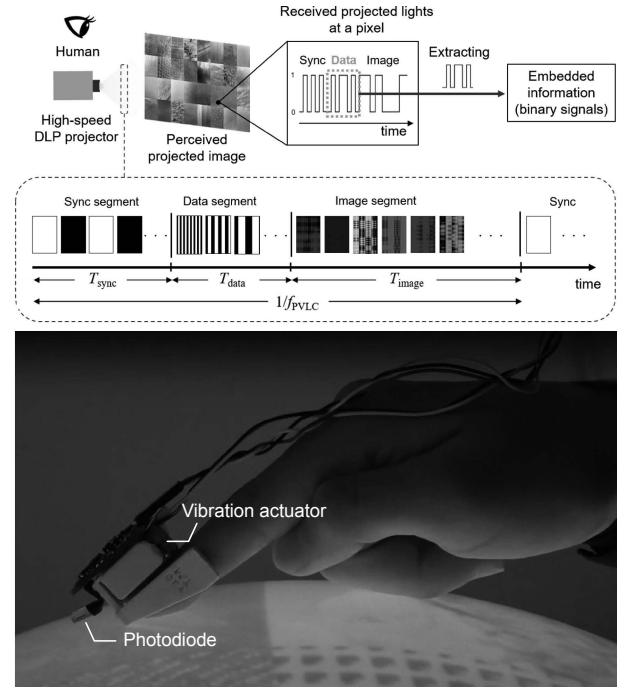 Human
High-speed
DLP projector
Perceived
projected image
Received projected lights
at a pixel
Sync Data Image
1
0
time
Extracting
Embedded
information
(binary signals)
Sync segment
Data segment
Image segment
Sync
. . .
. . .
. . .
. . .
Tsync
Tdata
Timage
time
1/fPVLC
Vibration actuator
Photodiode